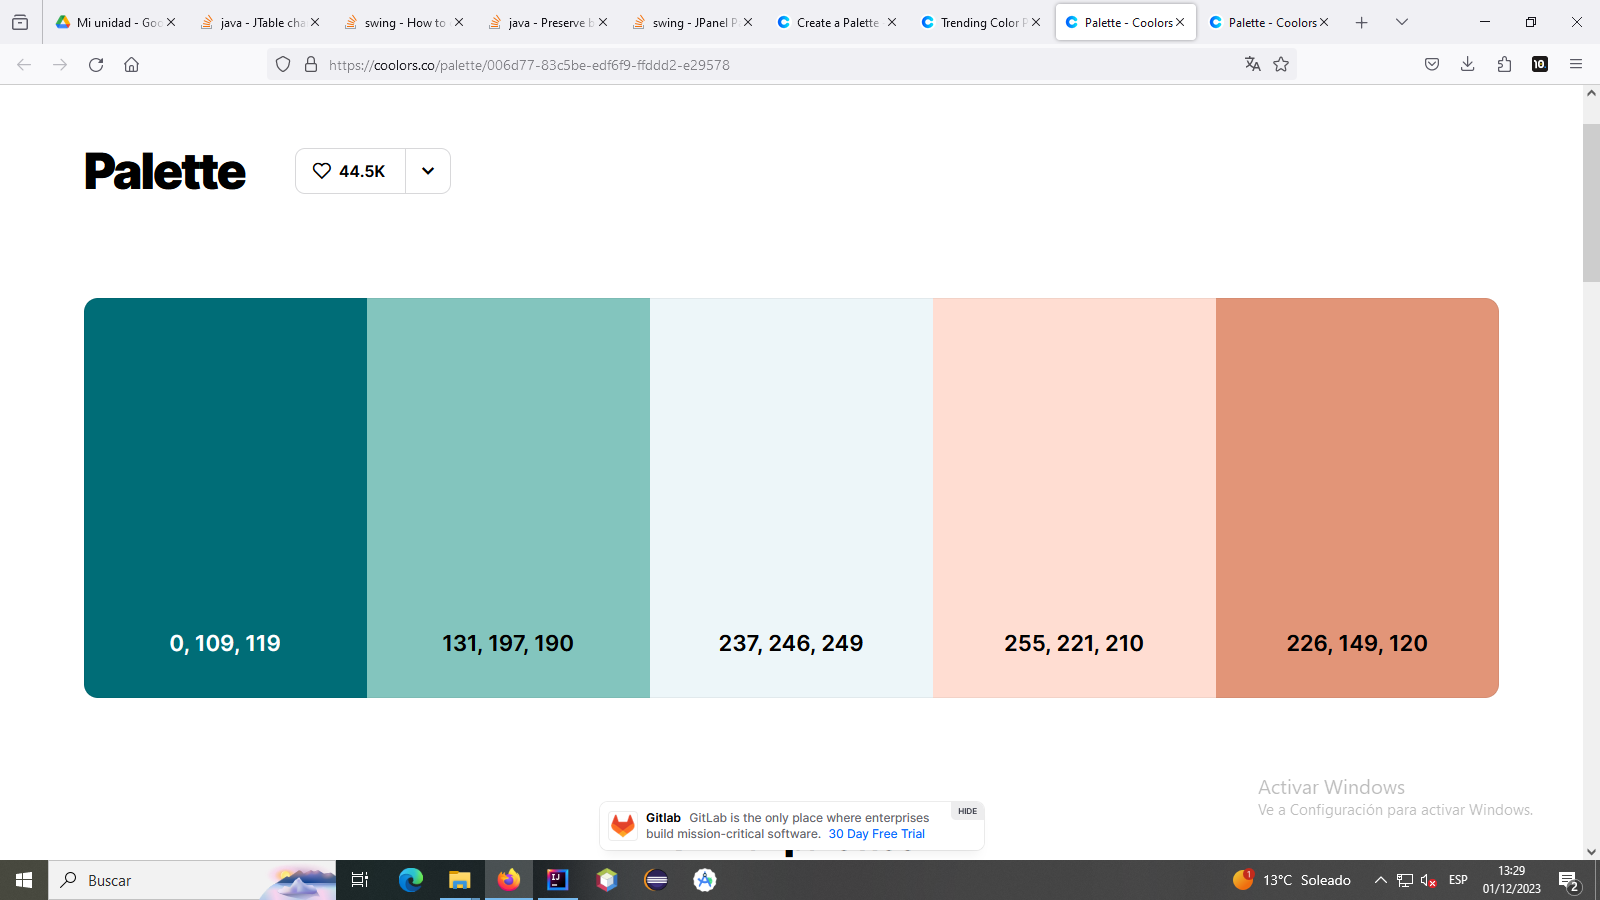 Mi unidad - Goo
java - JTable cha
swing - How to
java - Preserve b
swing - JPanel P
Create a Palette
Trending Color P
Palette - Coolors
Palette - Coolors
https://coolors.co/palette/006d77-83c5be-edf6f9-ffddd2-e29578
10
Palette
44.5K
0, 109, 119
131, 197, 190
237, 246, 249
255, 221, 210
226, 149, 120
Activar Windows
Ve a Configuración para activar Windows.
Gitlab GitLab is the only place where enterprises
build mission-critical software. 30 Day Free Trial
HIDE
Buscar
1
13°C Soleado
ESP
13:29
01/12/2023
2